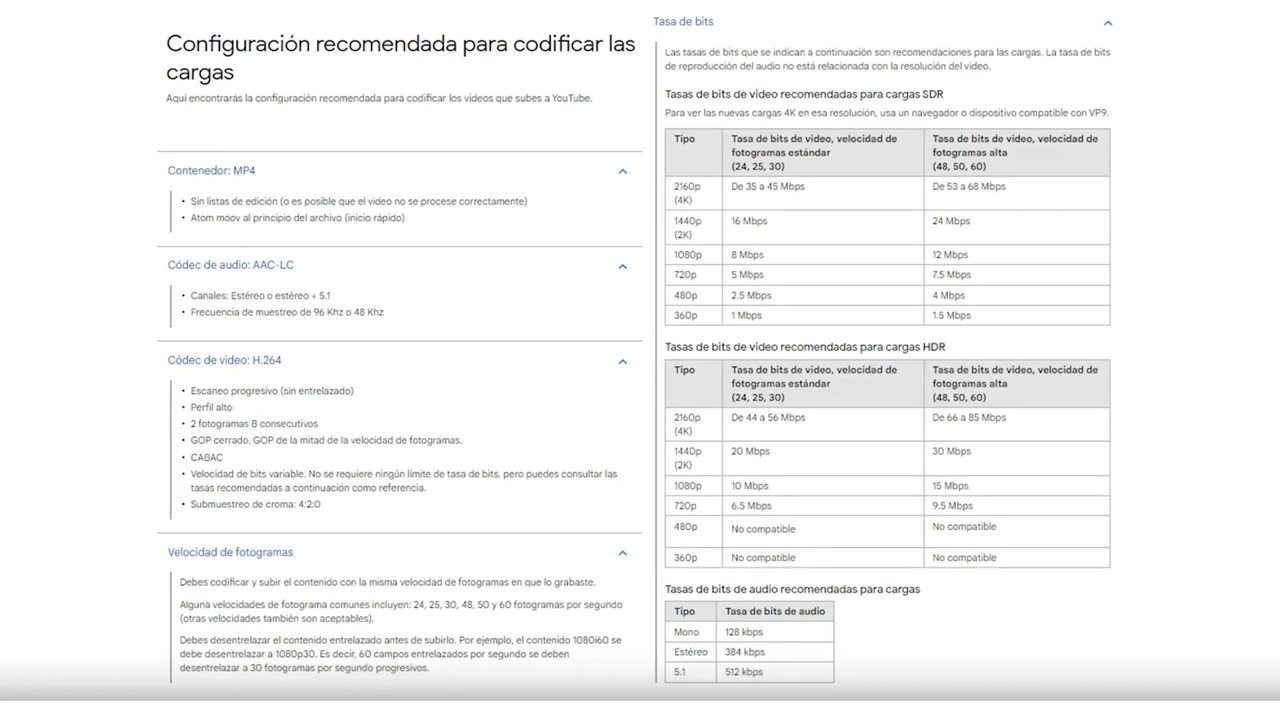 Configuración recomendada para codificar las
cargas
Aquí encontrarás la configuración recomendada para codificar los videos que subes a YouTube.
Contenedor: MP4
• Sin listas de edición (o es posible que el video no se procese correctamente)
• Atom moov al principio del archivo (inicio rápido)
Códec de audio: AAC-LC
• Canales: Estéreo o estéreo + 5.1
• Frecuencia de muestreo de 96 Khz o 48 Khz
Códec de video: H.264
• Escaneo progresivo (sin entrelazado)
• Perfil alto
• 2 fotogramas B consecutivos
• GOP cerrado. GOP de la mitad de la velocidad de fotogramas.
• CABAC
• Velocidad de bits variable. No se requiere ningún límite de tasa de bits, pero puedes consultar las
tasas recomendadas a continuación como referencia.
• Submuestreo de croma: 4:2:0
Velocidad de fotogramas
Debes codificar y subir el contenido con la misma velocidad de fotogramas en que lo grabaste.
Alguna velocidades de fotograma comunes incluyen: 24, 25, 30, 48, 50 y 60 fotogramas por segundo
(otras velocidades también son aceptables).
Debes desentrelazar el contenido entrelazado antes de subirlo. Por ejemplo, el contenido 1080i60 se
debe desentrelazar a 1080p30. Es decir, 60 campos entrelazados por segundo se deben
desentrelazar a 30 fotogramas por segundo progresivos.
Tasa de bits
Las tasas de bits que se indican a continuación son recomendaciones para las cargas. La tasa de bits
de reproducción del audio no está relacionada con la resolución del video.
Tasas de bits de video recomendadas para cargas SDR
Para ver las nuevas cargas 4K en esa resolución, usa un navegador o dispositivo compatible con VP9.
Tipo Tasa de bits de video, velocidad de fotogramas estándar (24, 25, 30) Tasa de bits de video, velocidad de fotogramas alta (48, 50, 60)
2160p (4K) De 35 a 45 Mbps De 53 a 68 Mbps
1440p (2K) 16 Mbps 24 Mbps
1080p 8 Mbps 12 Mbps
720p 5 Mbps 7.5 Mbps
480p 2.5 Mbps 4 Mbps
360p 1 Mbps 1.5 Mbps
Tasas de bits de video recomendadas para cargas HDR
Tipo Tasa de bits de video, velocidad de fotogramas estándar (24, 25, 30) Tasa de bits de video, velocidad de fotogramas alta (48, 50, 60)
2160p (4K) De 44 a 56 Mbps De 66 a 85 Mbps
1440p (2K) 20 Mbps 30 Mbps
1080p 10 Mbps 15 Mbps
720p 6.5 Mbps 9.5 Mbps
480p No compatible No compatible
360p No compatible No compatible
Tasas de bits de audio recomendadas para cargas
Tipo Tasa de bits de audio
Mono 128 kbps
Estéreo 384 kbps
5.1 512 kbps